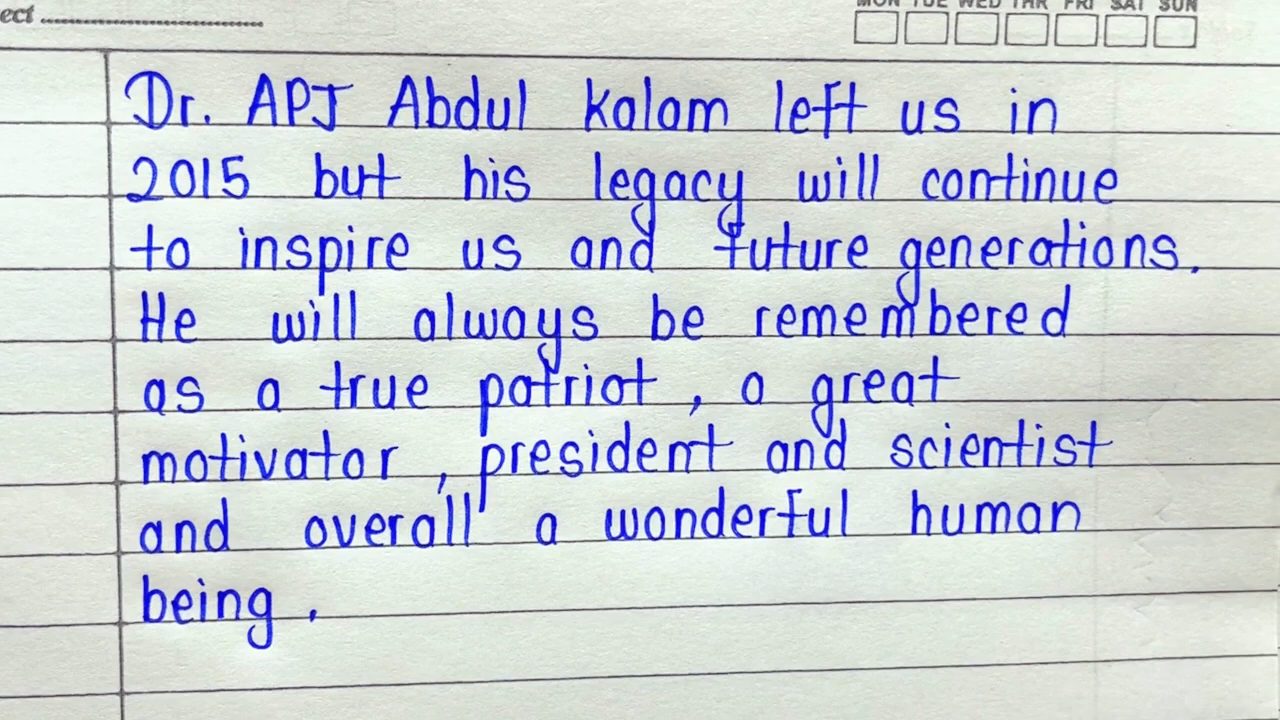 ect
MON TUE WED THR FRI SAT SUN
Dr. APJ Abdul Kalam left us in
2015 but his legacy will continue
to inspire us and future generations.
He will always be remembered
as a true patriot, a great
motivator, president and scientist
and overall a wonderful human
being.